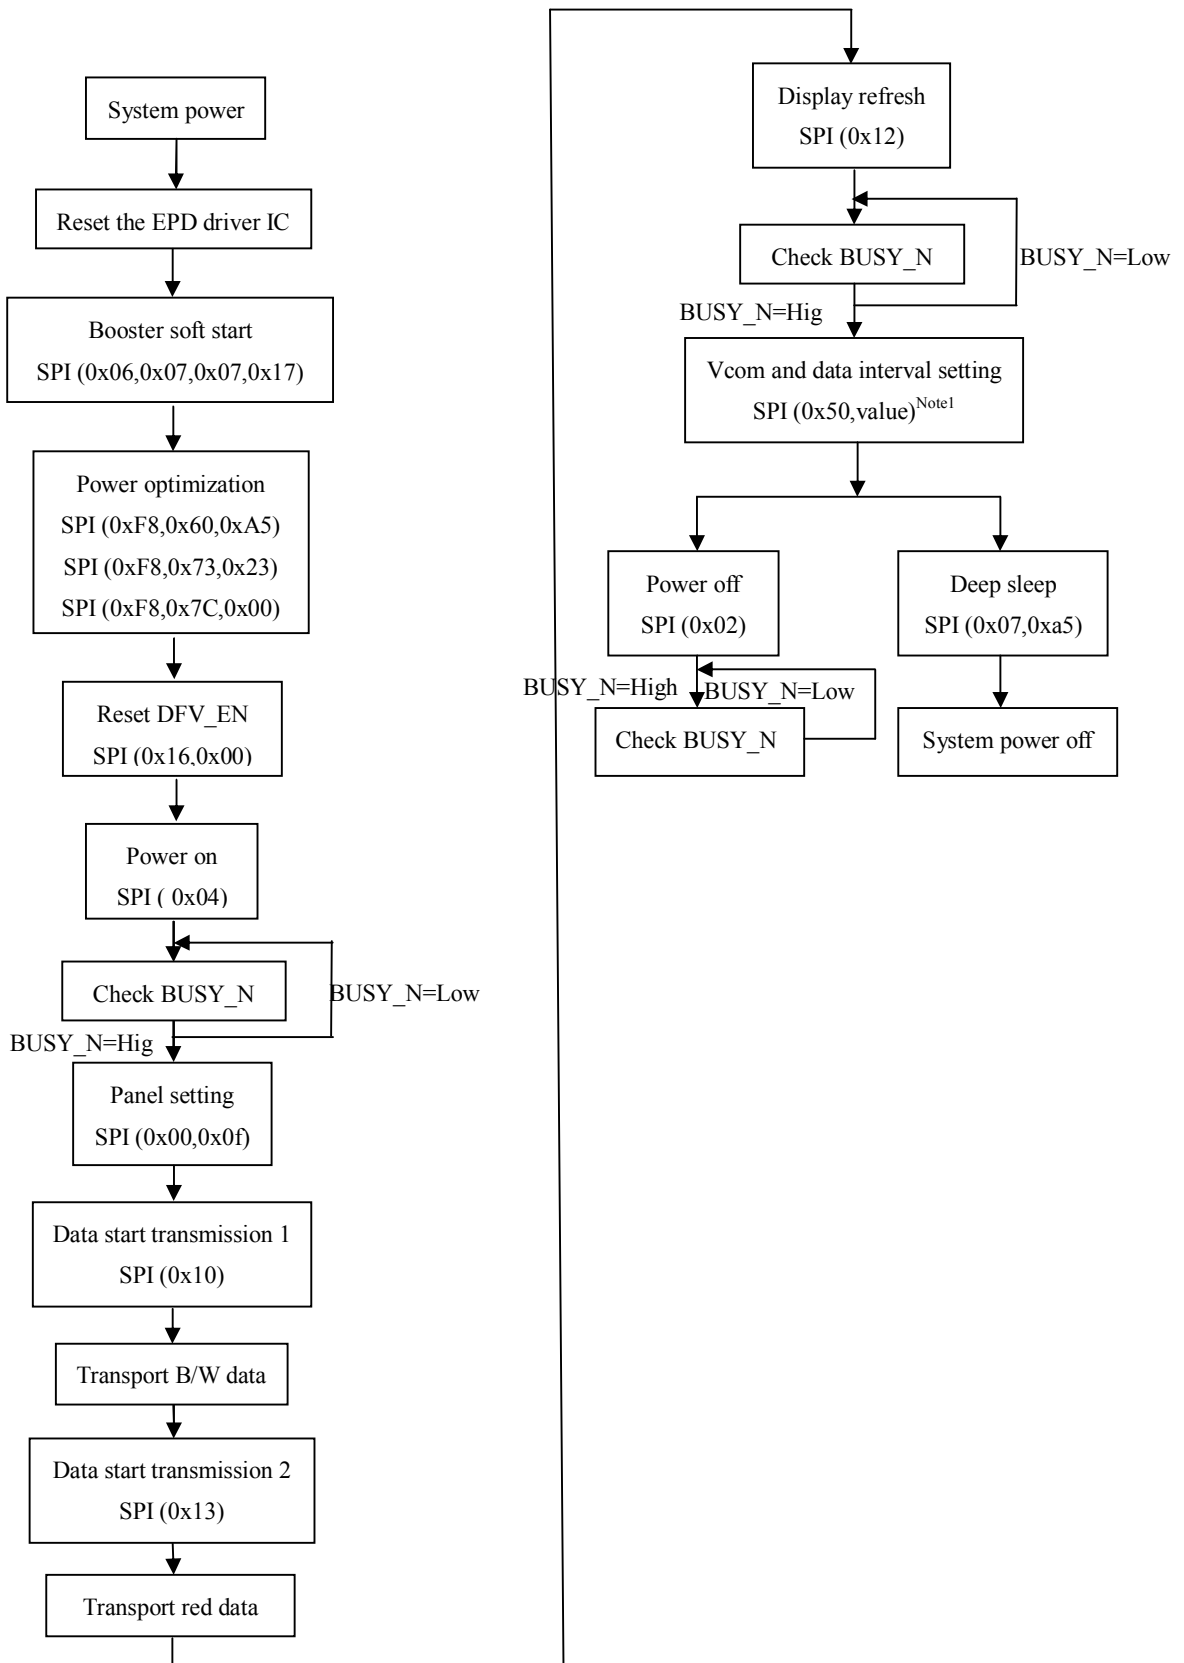 System power
Reset the EPD driver IC
Booster soft start
SPI (0x06,0x07,0x07,0x17)
Power optimization
SPI (0xF8,0x60,0xA5)
SPI (0xF8,0x73,0x23)
SPI (0xF8,0x7C,0x00)
Reset DFV_EN
SPI (0x16,0x00)
Power on
SPI ( 0x04)
Check BUSY_N
BUSY_N=Low
BUSY_N=Hig
Panel setting
SPI (0x00,0x0f)
Data start transmission 1
SPI (0x10)
Transport B/W data
Data start transmission 2
SPI (0x13)
Transport red data
Display refresh
SPI (0x12)
Check BUSY_N
BUSY_N=Low
BUSY_N=Hig
Vcom and data interval setting
SPI (0x50,value)Note1
Power off
SPI (0x02)
BUSY_N=High
BUSY_N=Low
Check BUSY_N
Deep sleep
SPI (0x07,0xa5)
System power off